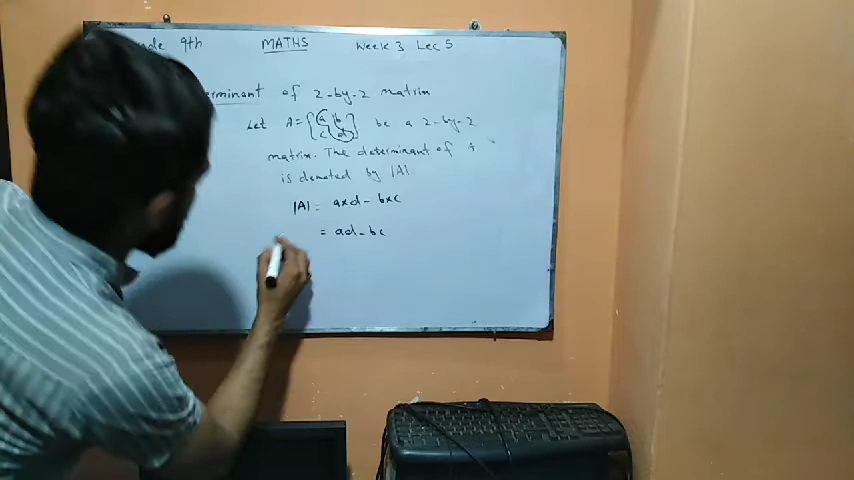 9th MATHS Week 3 Lec 5
of 2-by-2 matrix
Let A = [a b c d] be a 2-by-2
matrix. The determinant of A
is denoted by |A|
|A| = axd - bxc
= ad - bc